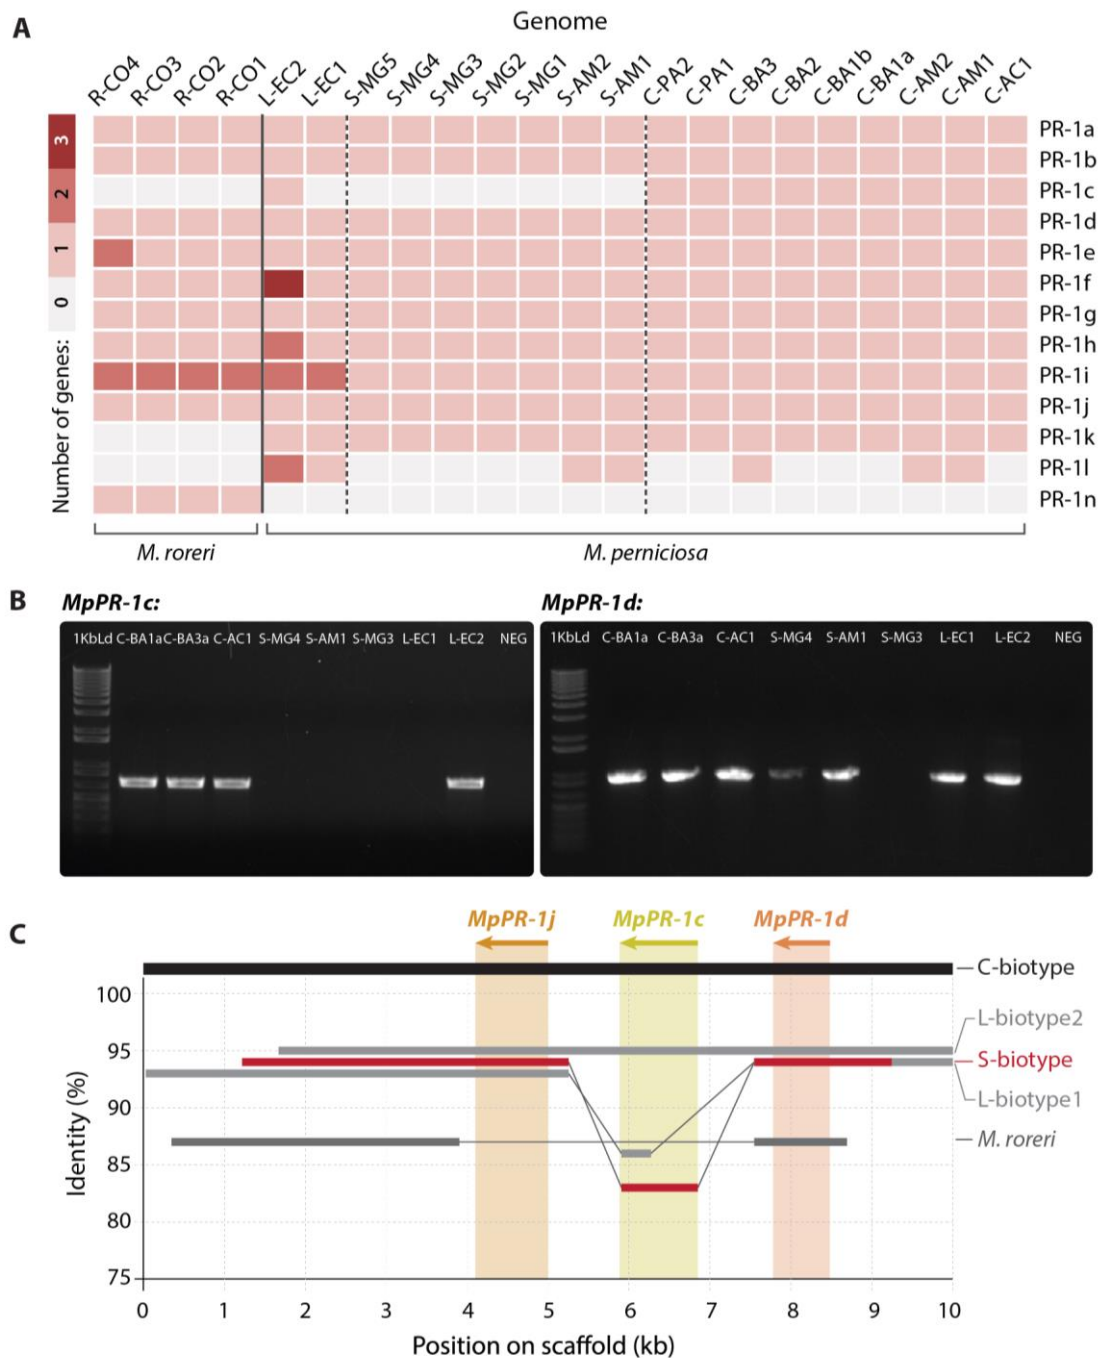 A
Genome
R-CO4 R-CO3 R-CO2 R-CO1 L-EC2 L-EC1 S-MG5 S-MG4 S-MG3 S-MG2 S-MG1 S-AM2 S-AM1 C-PA2 C-PA1 C-BA3 C-BA2 C-BA1b C-BA1a C-AM2 C-AM1 C-AC1
Number of genes: 0 1 2 3
PR-1a
PR-1b
PR-1c
PR-1d
PR-1e
PR-1f
PR-1g
PR-1h
PR-1i
PR-1j
PR-1k
PR-1l
PR-1n
M. roreri M. perniciosa
B
MpPR-1c:
1KbLd C-BA1a C-BA3a C-AC1 S-MG4 S-AM1 S-MG3 L-EC1 L-EC2 NEG
MpPR-1d:
1KbLd C-BA1a C-BA3a C-AC1 S-MG4 S-AM1 S-MG3 L-EC1 L-EC2 NEG
C
MpPR-1j MpPR-1c MpPR-1d
C-biotype
L-biotype2
S-biotype
L-biotype1
M. roreri
Identity (%)
100
95
90
85
80
75
0 1 2 3 4 5 6 7 8 9 10
Position on scaffold (kb)